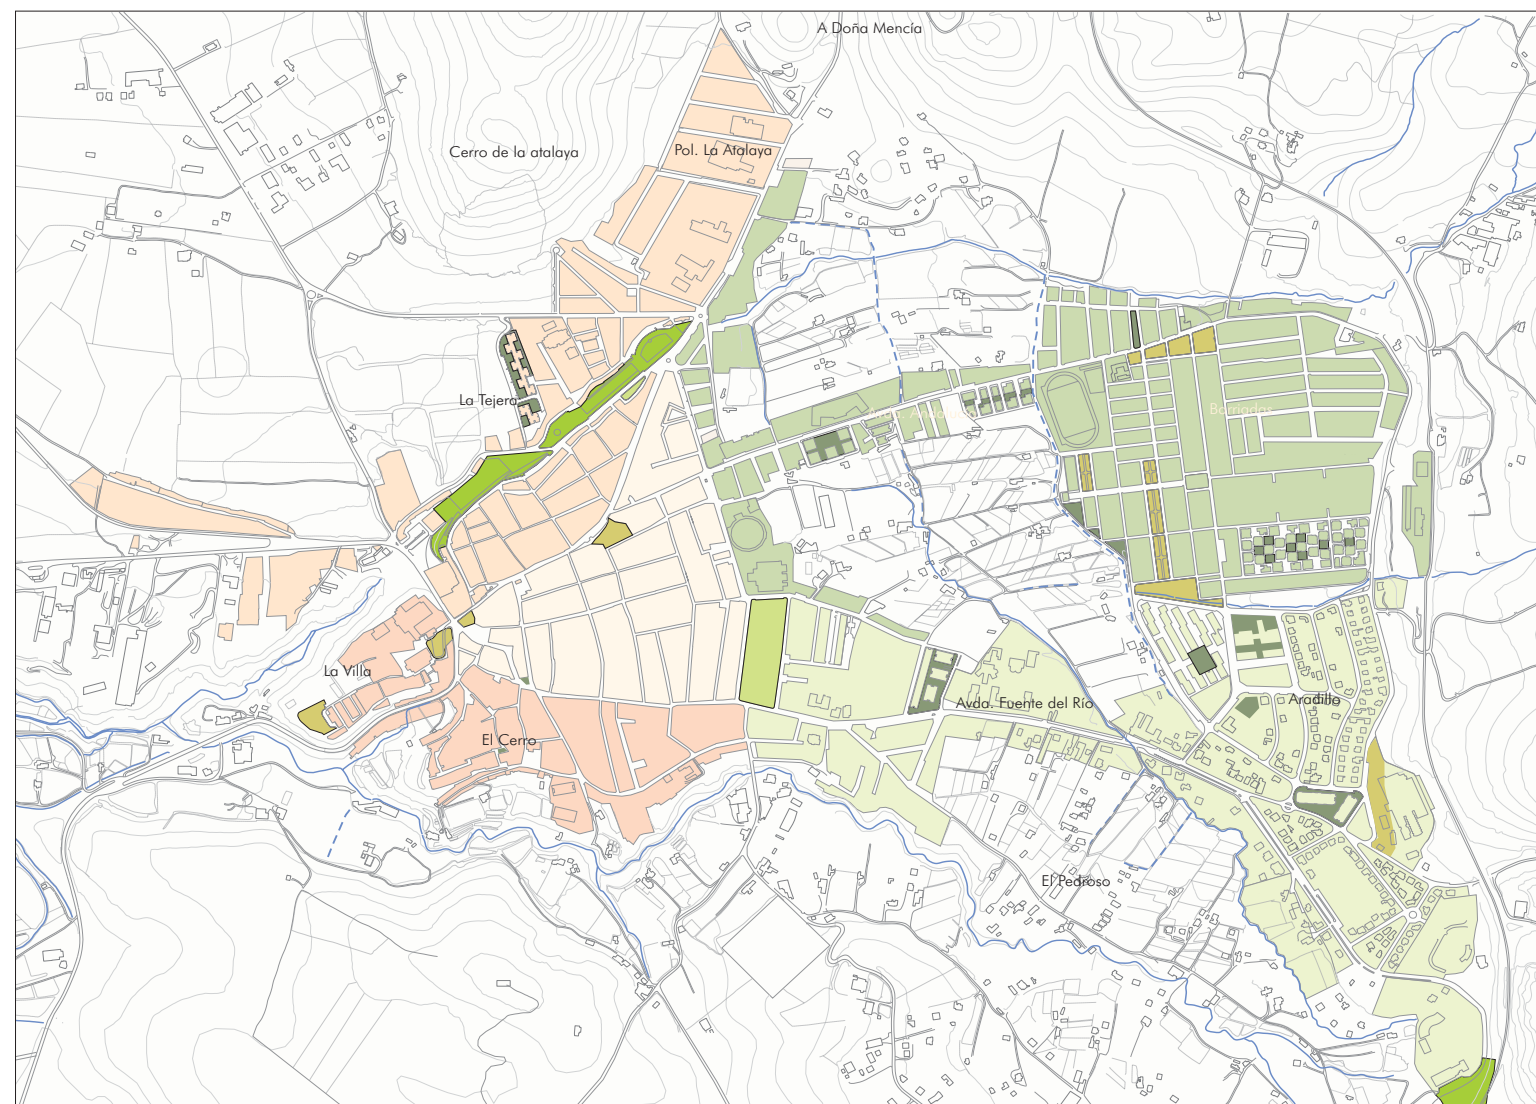 A Doña Mencía
Cerro de la atalaya
Pol. La Atalaya
La Tejera
Barriadas
La Villa
Aradillo
Avda. Fuente del Río
El Cerro
El Pedroso